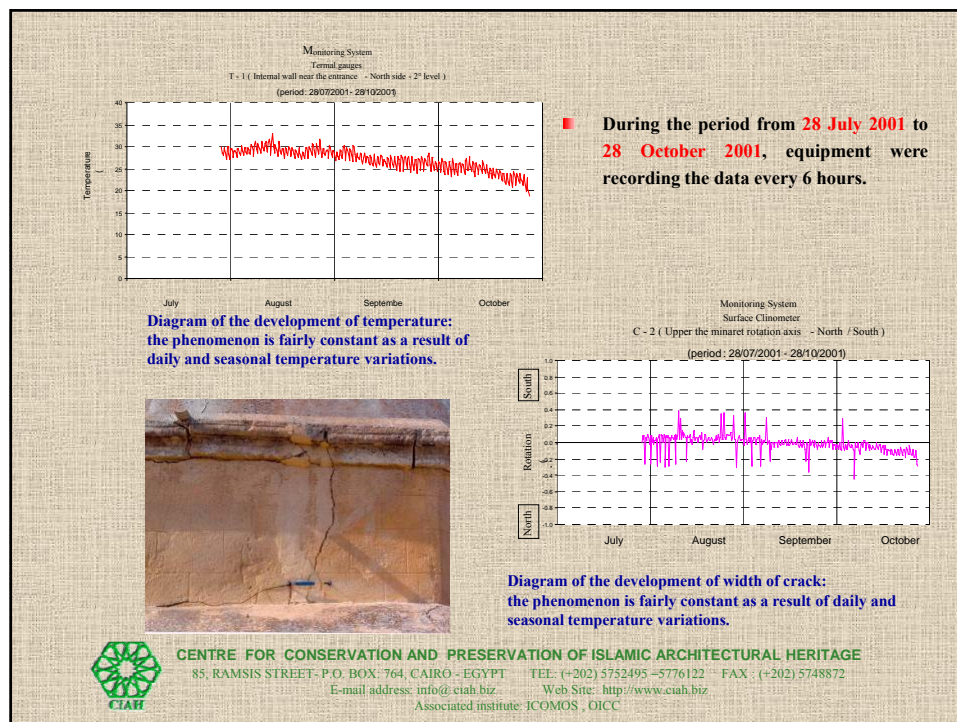 Monitoring System
Termal gauges
T - 1 ( Internal wall near the entrance - North side - 2° level )
(period : 28/07/2001 - 28/10/2001)
40
35
30
25
20
15
10
5
0
Temperature
(
July August Septembe October
Diagram of the development of temperature:
the phenomenon is fairly constant as a result of
daily and seasonal temperature variations.
During the period from 28 July 2001 to
28 October 2001, equipment were
recording the data every 6 hours.
Monitoring System
Surface Clinometer
C - 2 ( Upper the minaret rotation axis - North / South )
(period : 28/07/2001 - 28/10/2001)
1.0
0.8
0.6
0.4
0.2
0.0
-0.2
-0.4
-0.6
-0.8
-1.0
South
Rotation
North
July August September October
Diagram of the development of width of crack:
the phenomenon is fairly constant as a result of daily and
seasonal temperature variations.
CIAH
CENTRE FOR CONSERVATION AND PRESERVATION OF ISLAMIC ARCHITECTURAL HERITAGE
85, RAMSIS STREET- P.O. BOX: 764, CAIRO - EGYPT TEL: (+202) 5752495 –5776122 FAX : (+202) 5748872
E-mail address: info@ ciah.biz Web Site: http://www.ciah.biz
Associated institute: ICOMOS , OICC